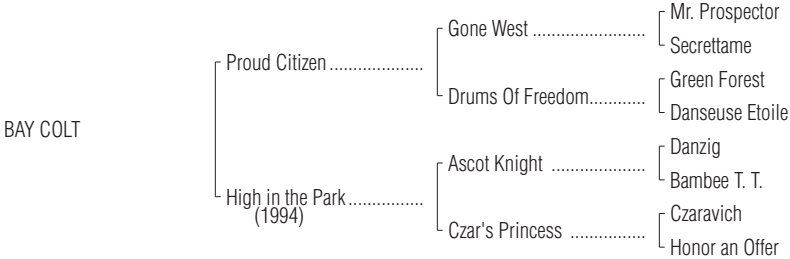 Mr. Prospector
Gone West ........................
Secrettame
Proud Citizen ....................
Green Forest
Drums Of Freedom............
Danseuse Etoile
BAY COLT
Danzig
Ascot Knight ....................
Bambee T. T.
High in the Park................
(1994)
Czaravich
Czar's Princess ................
Honor an Offer